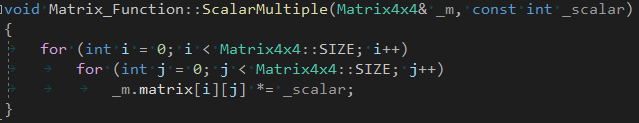 void Matrix_Function::ScalarMultiple(Matrix4x4& _m, const int _scalar)
{
    for (int i = 0; i < Matrix4x4::SIZE; i++)
        for (int j = 0; j < Matrix4x4::SIZE; j++)
            _m.matrix[i][j] *= _scalar;
}